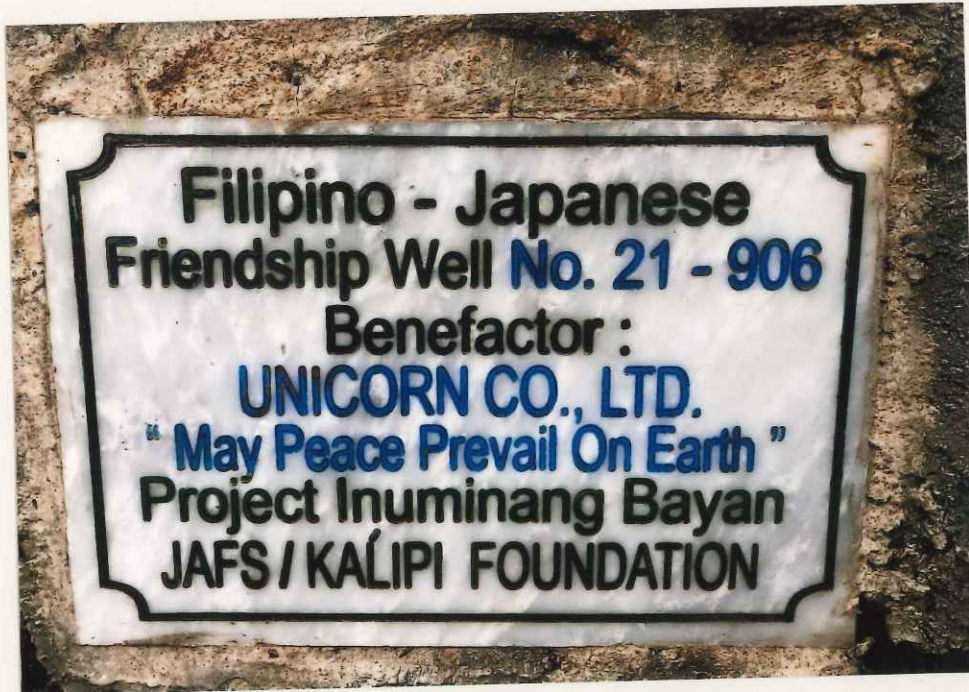 Filipino - Japanese
Friendship Well No. 21 - 906
Benefactor :
UNICORN CO., LTD.
" May Peace Prevail On Earth "
Project Inuminang Bayan
JAFS / KALIPI FOUNDATION